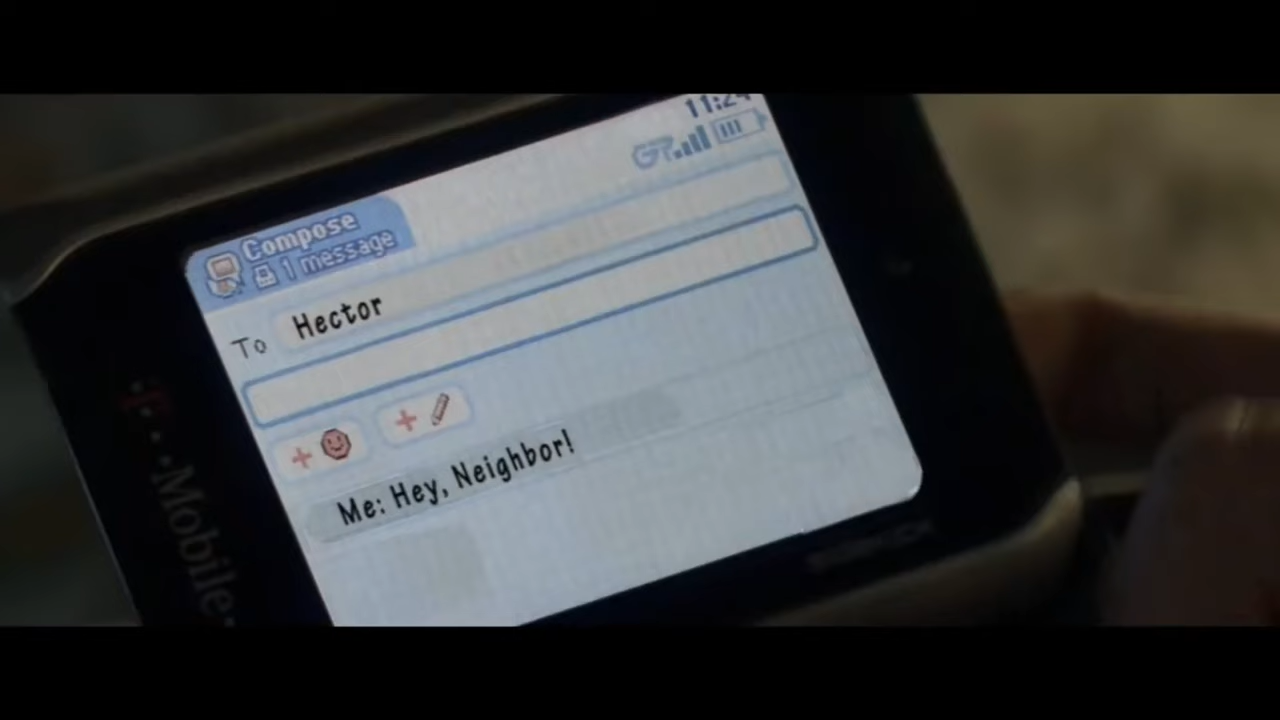 11:24
Compose
1 message
To Hector
Me: Hey, Neighbor!
T-Mobile